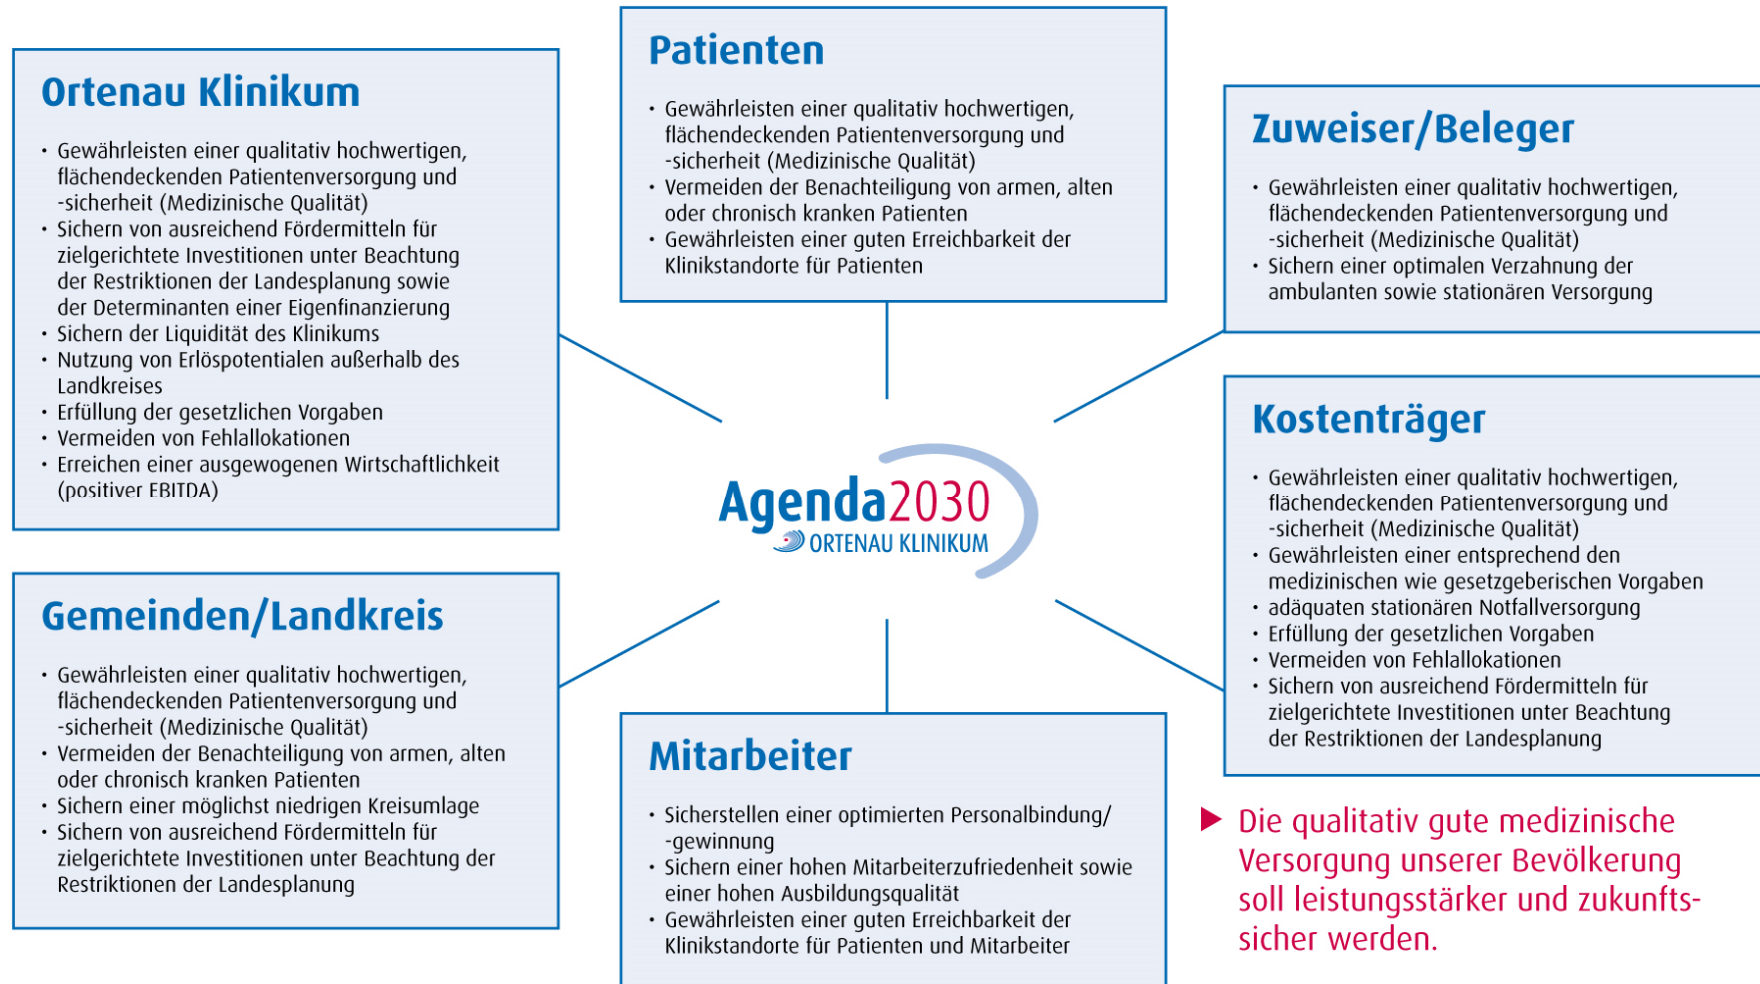 Ortenau Klinikum
• Gewährleisten einer qualitativ hochwertigen,
flächendeckenden Patientenversorgung und
-sicherheit (Medizinische Qualität)
• Sichern von ausreichend Fördermitteln für
zielgerichtete Investitionen unter Beachtung
der Restriktionen der Landesplanung sowie
der Determinanten einer Eigenfinanzierung
• Sichern der Liquidität des Klinikums
• Nutzung von Erlöspotentialen außerhalb des
Landkreises
• Erfüllung der gesetzlichen Vorgaben
• Vermeiden von Fehlallokationen
• Erreichen einer ausgewogenen Wirtschaftlichkeit
(positiver EBITDA)
Patienten
• Gewährleisten einer qualitativ hochwertigen,
flächendeckenden Patientenversorgung und
-sicherheit (Medizinische Qualität)
• Vermeiden der Benachteiligung von armen, alten
oder chronisch kranken Patienten
• Gewährleisten einer guten Erreichbarkeit der
Klinikstandorte für Patienten
Zuweiser/Beleger
• Gewährleisten einer qualitativ hochwertigen,
flächendeckenden Patientenversorgung und
-sicherheit (Medizinische Qualität)
• Sichern einer optimalen Verzahnung der
ambulanten sowie stationären Versorgung
Agenda2030
ORTENAU KLINIKUM
Kostenträger
• Gewährleisten einer qualitativ hochwertigen,
flächendeckenden Patientenversorgung und
-sicherheit (Medizinische Qualität)
• Gewährleisten einer entsprechend den
medizinischen wie gesetzgeberischen Vorgaben
• adäquaten stationären Notfallversorgung
• Erfüllung der gesetzlichen Vorgaben
• Vermeiden von Fehlallokationen
• Sichern von ausreichend Fördermitteln für
zielgerichtete Investitionen unter Beachtung
der Restriktionen der Landesplanung
Gemeinden/Landkreis
• Gewährleisten einer qualitativ hochwertigen,
flächendeckenden Patientenversorgung und
-sicherheit (Medizinische Qualität)
• Vermeiden der Benachteiligung von armen, alten
oder chronisch kranken Patienten
• Sichern einer möglichst niedrigen Kreisumlage
• Sichern von ausreichend Fördermitteln für
zielgerichtete Investitionen unter Beachtung der
Restriktionen der Landesplanung
Mitarbeiter
• Sicherstellen einer optimierten Personalbindung/
-gewinnung
• Sichern einer hohen Mitarbeiterzufriedenheit sowie
einer hohen Ausbildungsqualität
• Gewährleisten einer guten Erreichbarkeit der
Klinikstandorte für Patienten und Mitarbeiter
▶ Die qualitativ gute medizinische
Versorgung unserer Bevölkerung
soll leistungsstärker und zukunfts-
sicher werden.